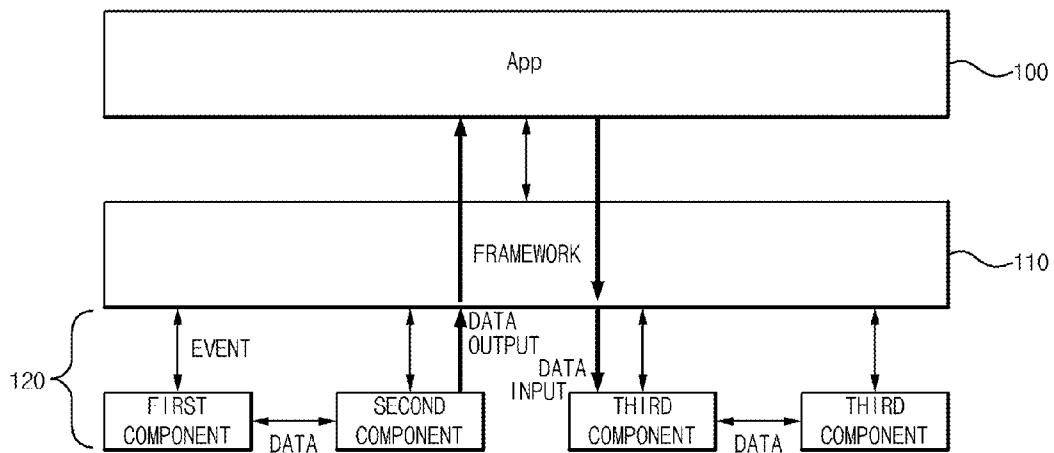 App
100
FRAMEWORK
110
DATA
OUTPUT
EVENT
DATA
INPUT
120
FIRST
COMPONENT
SECOND
COMPONENT
THIRD
COMPONENT
THIRD
COMPONENT
DATA
DATA